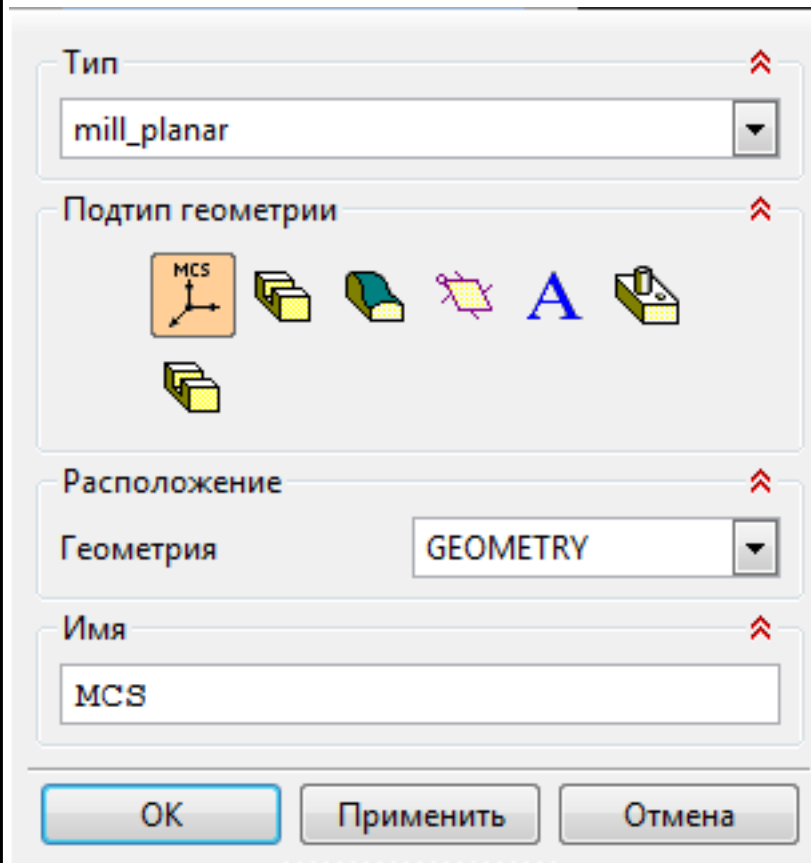 Тип
mill_planar
Подтип геометрии
MCS
A
Расположение
Геометрия GEOMETRY
Имя
MCS
OK Применить Отмена